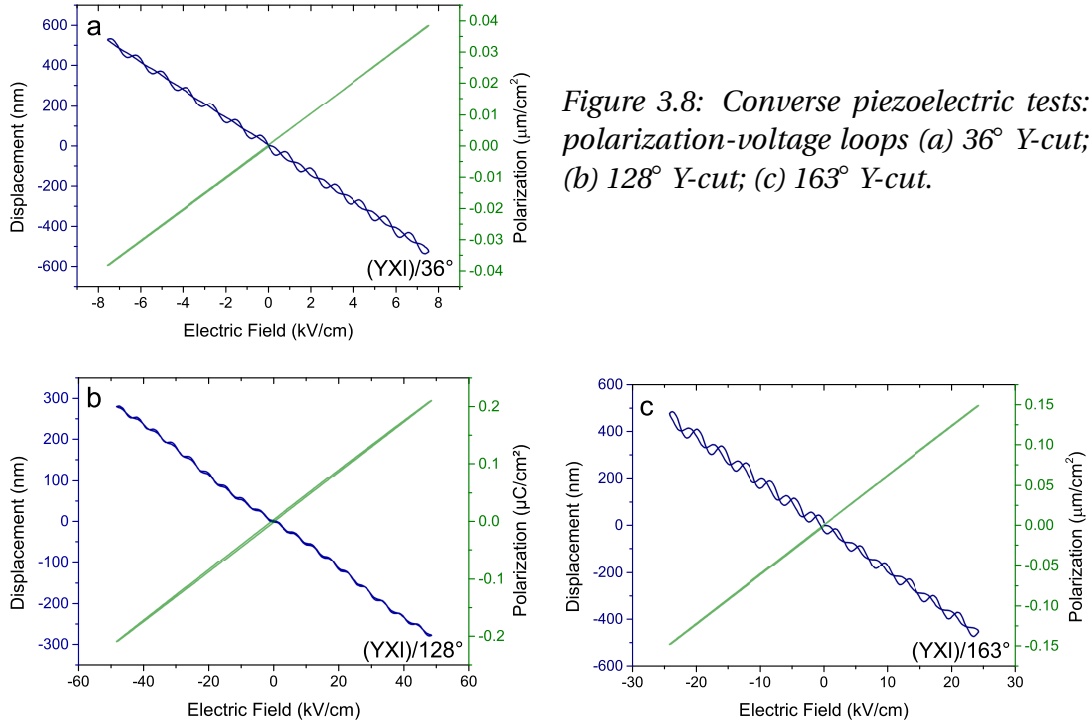 a
600
400
200
0
-200
-400
-600
Displacement (nm)
0.04
0.03
0.02
0.01
0.00
-0.01
-0.02
-0.03
-0.04
Polarization (μm/cm²)
(YXl)/36°
-8 -6 -4 -2 0 2 4 6 8
Electric Field (kV/cm)
Figure 3.8: Converse piezoelectric tests:
polarization-voltage loops (a) 36° Y-cut;
(b) 128° Y-cut; (c) 163° Y-cut.
b
300
200
100
0
-100
-200
-300
Displacement (nm)
0.2
0.1
0.0
-0.1
-0.2
Polarization (μC/cm²)
(YXl)/128°
-60 -40 -20 0 20 40 60
Electric Field (kV/cm)
c
600
400
200
0
-200
-400
-600
Displacement (nm)
0.15
0.10
0.05
0.00
-0.05
-0.10
-0.15
Polarization (μm/cm²)
(YXl)/163°
-30 -20 -10 0 10 20 30
Electric Field (kV/cm)